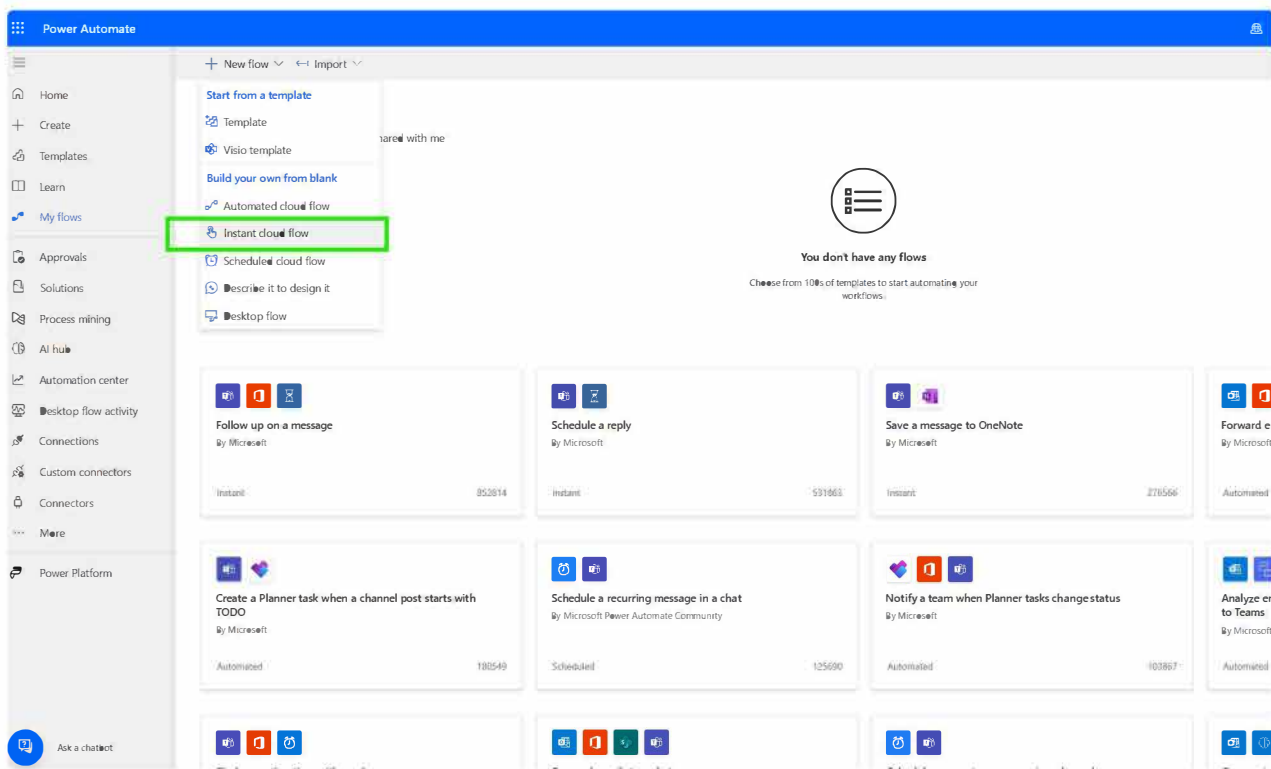 Power Automate
New flow
Import
Home
Create
Templates
Learn
My flows
Approvals
Solutions
Process mining
AI hub
Automation center
Desktop flow activity
Connections
Custom connectors
Connectors
More
Power Platform
Ask a chatbot
Start from a template
Template
Visio template
Build your own from blank
Automated cloud flow
Instant cloud flow
Scheduled cloud flow
Describe it to design it
Desktop flow
with me
You don't have any flows
Choose from 100s of templates to start automating your
workflows.
Follow up on a message
By Microsoft
Instant
852814
Schedule a reply
By Microsoft
Instant
Save a message to OneNote
By Microsoft
Instant
276566
Forward
By Microsoft
Automated
Create a Planner task when a channel post starts with
TODO
By Microsoft
Automated
180549
Schedule a recurring message in a chat
By Microsoft Power Automate Community
Scheduled
125690
Notify a team when Planner tasks change status
By Microsoft
Automated
103867
Analyze
to Teams
By Microsoft
Automated